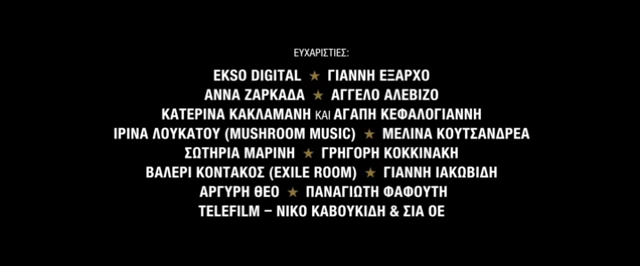 ΕΥΧΑΡΙΣΤΙΕΣ:
EKSO DIGITAL ★ ΓΙΑΝΝΗ ΕΞΑΡΧΟ
ΑΝΝΑ ΖΑΡΚΑΔΑ ★ ΑΓΓΕΛΟ ΑΛΕΒΙΖΟ
ΚΑΤΕΡΙΝΑ ΚΑΚΛΑΜΑΝΗ ΚΑΙ ΑΓΑΠΗ ΚΕΦΑΛΟΓΙΑΝΝΗ
ΙΡΙΝΑ ΛΟΥΚΑΤΟΥ (MUSHROOM MUSIC) ★ ΜΕΛΙΝΑ ΚΟΥΤΣΑΝΔΡΕΑ
ΣΩΤΗΡΙΑ ΜΑΡΙΝΗ ★ ΓΡΗΓΟΡΗ ΚΟΚΚΙΝΑΚΗ
ΒΑΛΕΡΙ ΚΟΝΤΑΚΟΣ (EXILE ROOM) ★ ΓΙΑΝΝΗ ΙΑΚΩΒΙΔΗ
ΑΡΓΥΡΗ ΘΕΟ ★ ΠΑΝΑΓΙΩΤΗ ΦΑΦΟΥΤΗ
TELEFILM – ΝΙΚΟ ΚΑΒΟΥΚΙΔΗ & ΣΙΑ ΟΕ